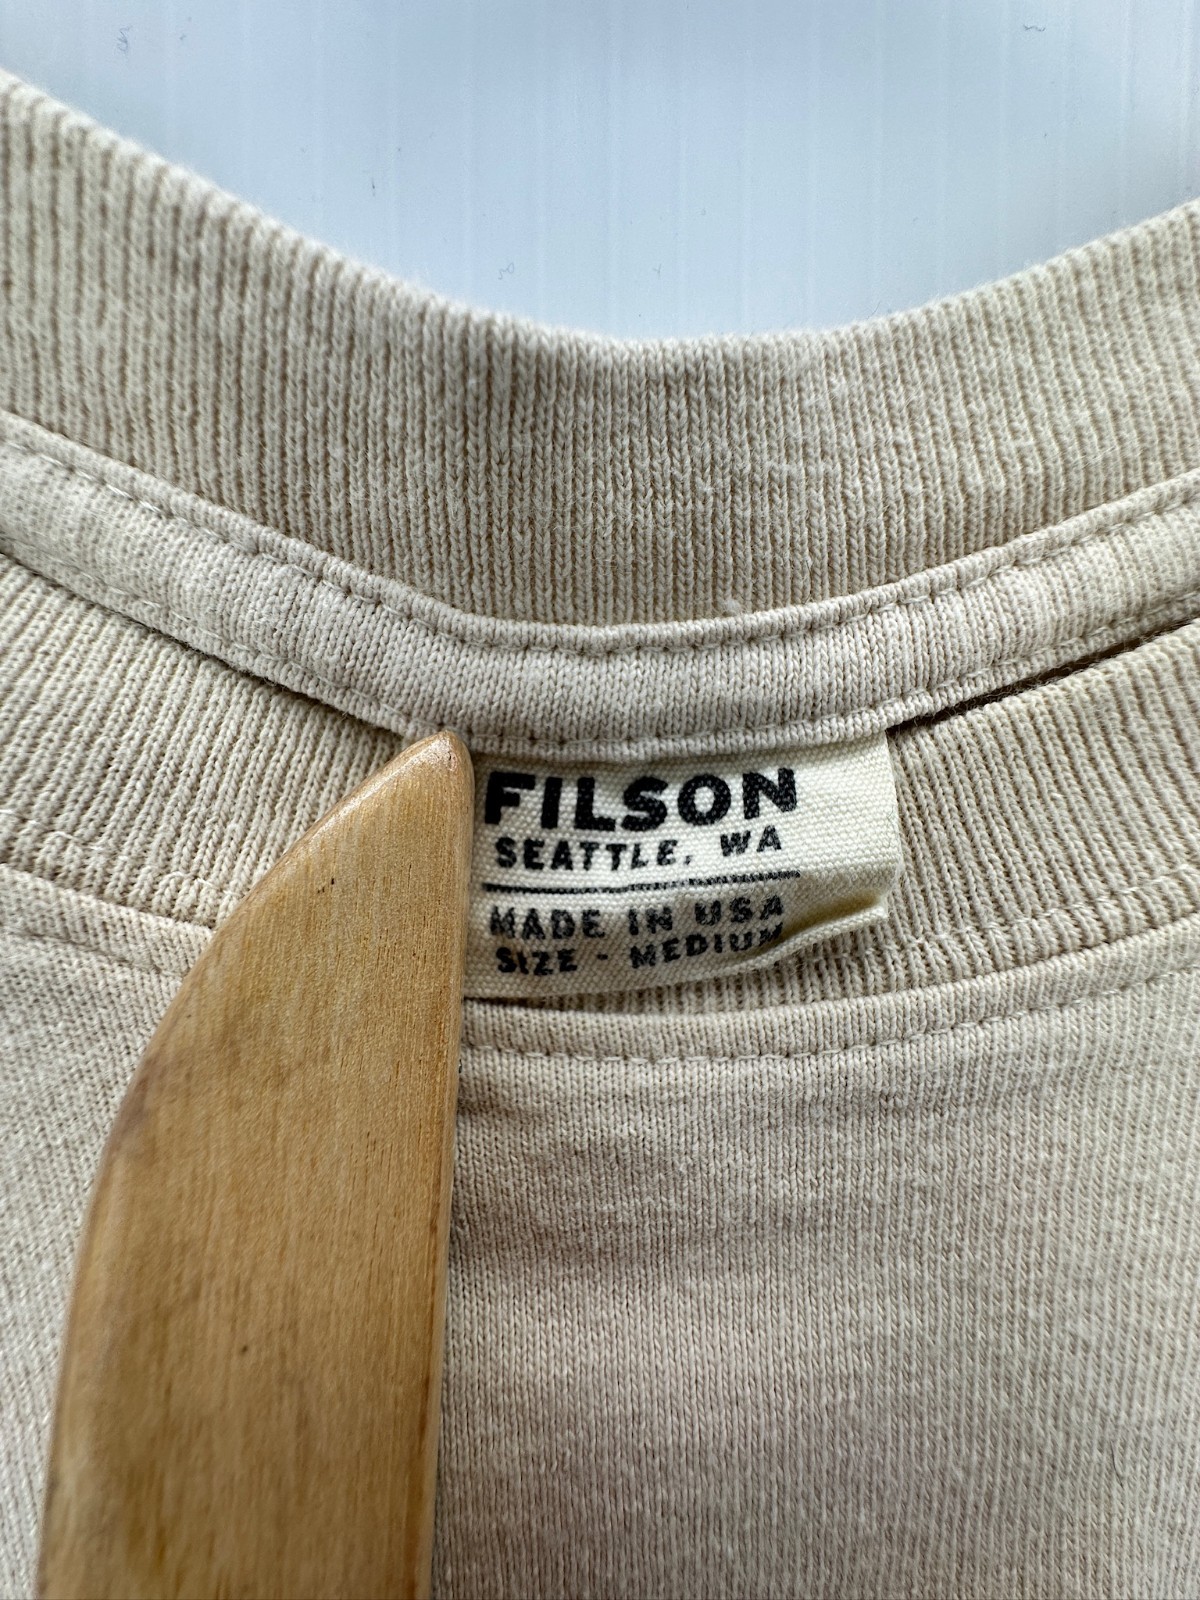 FILSON
SEATTLE, WA
MADE IN USA
SIZE - MEDIUM